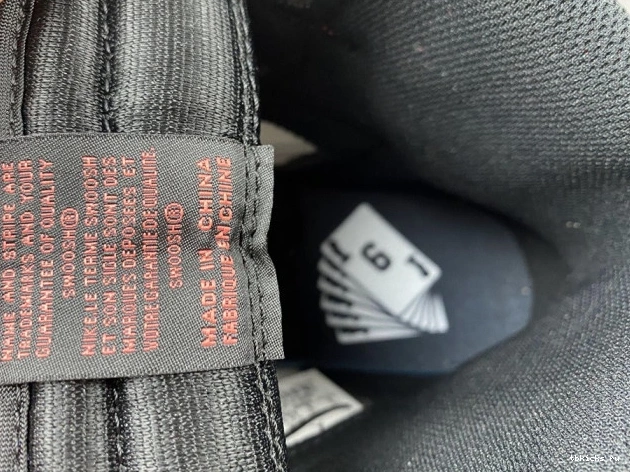 NAME AND STRIPE ARE
TRADEMARKS AND YOUR
GUARANTEE OF QUALITY
SWOOSH®
NIKE.LE TERME SWOOSH
ET SON SIGLE SONT DES
MARQUES DEPOSEES ET
VOTRE GARANTIE DE QUALITE
SWOOSH®
MADE IN CHINA
FABRIQUE EN CHINE